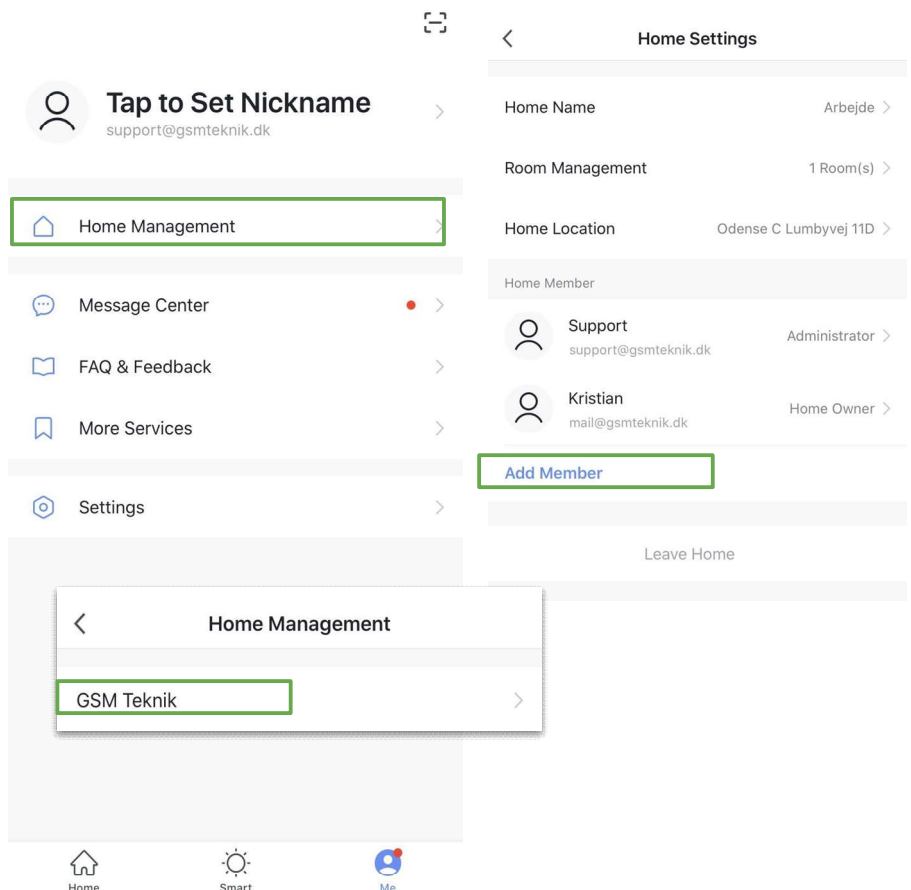 Tap to Set Nickname
support@gsmteknik.dk
Home Management
Message Center
FAQ & Feedback
More Services
Settings
Home Management
GSM Teknik
Home
Smart
Me
Home Settings
Home Name
Arbejde
Room Management
1 Room(s)
Home Location
Odense C Lumbyvej 11D
Home Member
Support
support@gsmteknik.dk
Administrator
Kristian
mail@gsmteknik.dk
Home Owner
Add Member
Leave Home